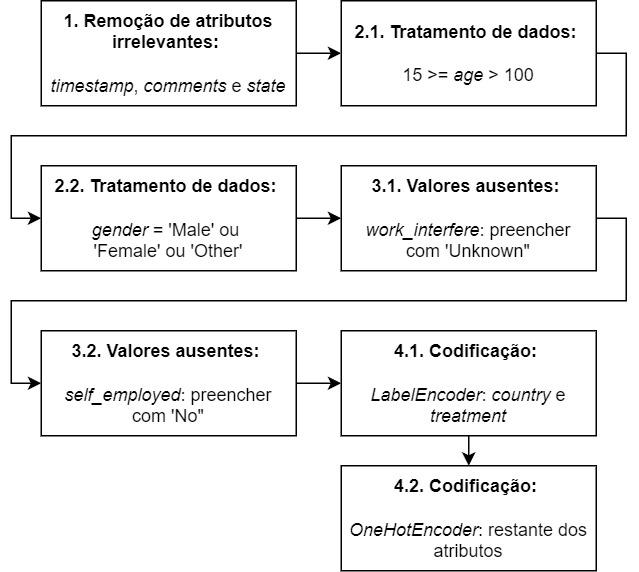 1. Remoção de atributos
irrelevantes:
timestamp, comments e state
2.1. Tratamento de dados:
15 >= age > 100
2.2. Tratamento de dados:
gender = 'Male' ou
'Female' ou 'Other'
3.1. Valores ausentes:
work_interfere: preencher
com 'Unknown"
3.2. Valores ausentes:
self_employed: preencher
com 'No"
4.1. Codificação:
LabelEncoder: country e
treatment
4.2. Codificação:
OneHotEncoder: restante dos
atributos